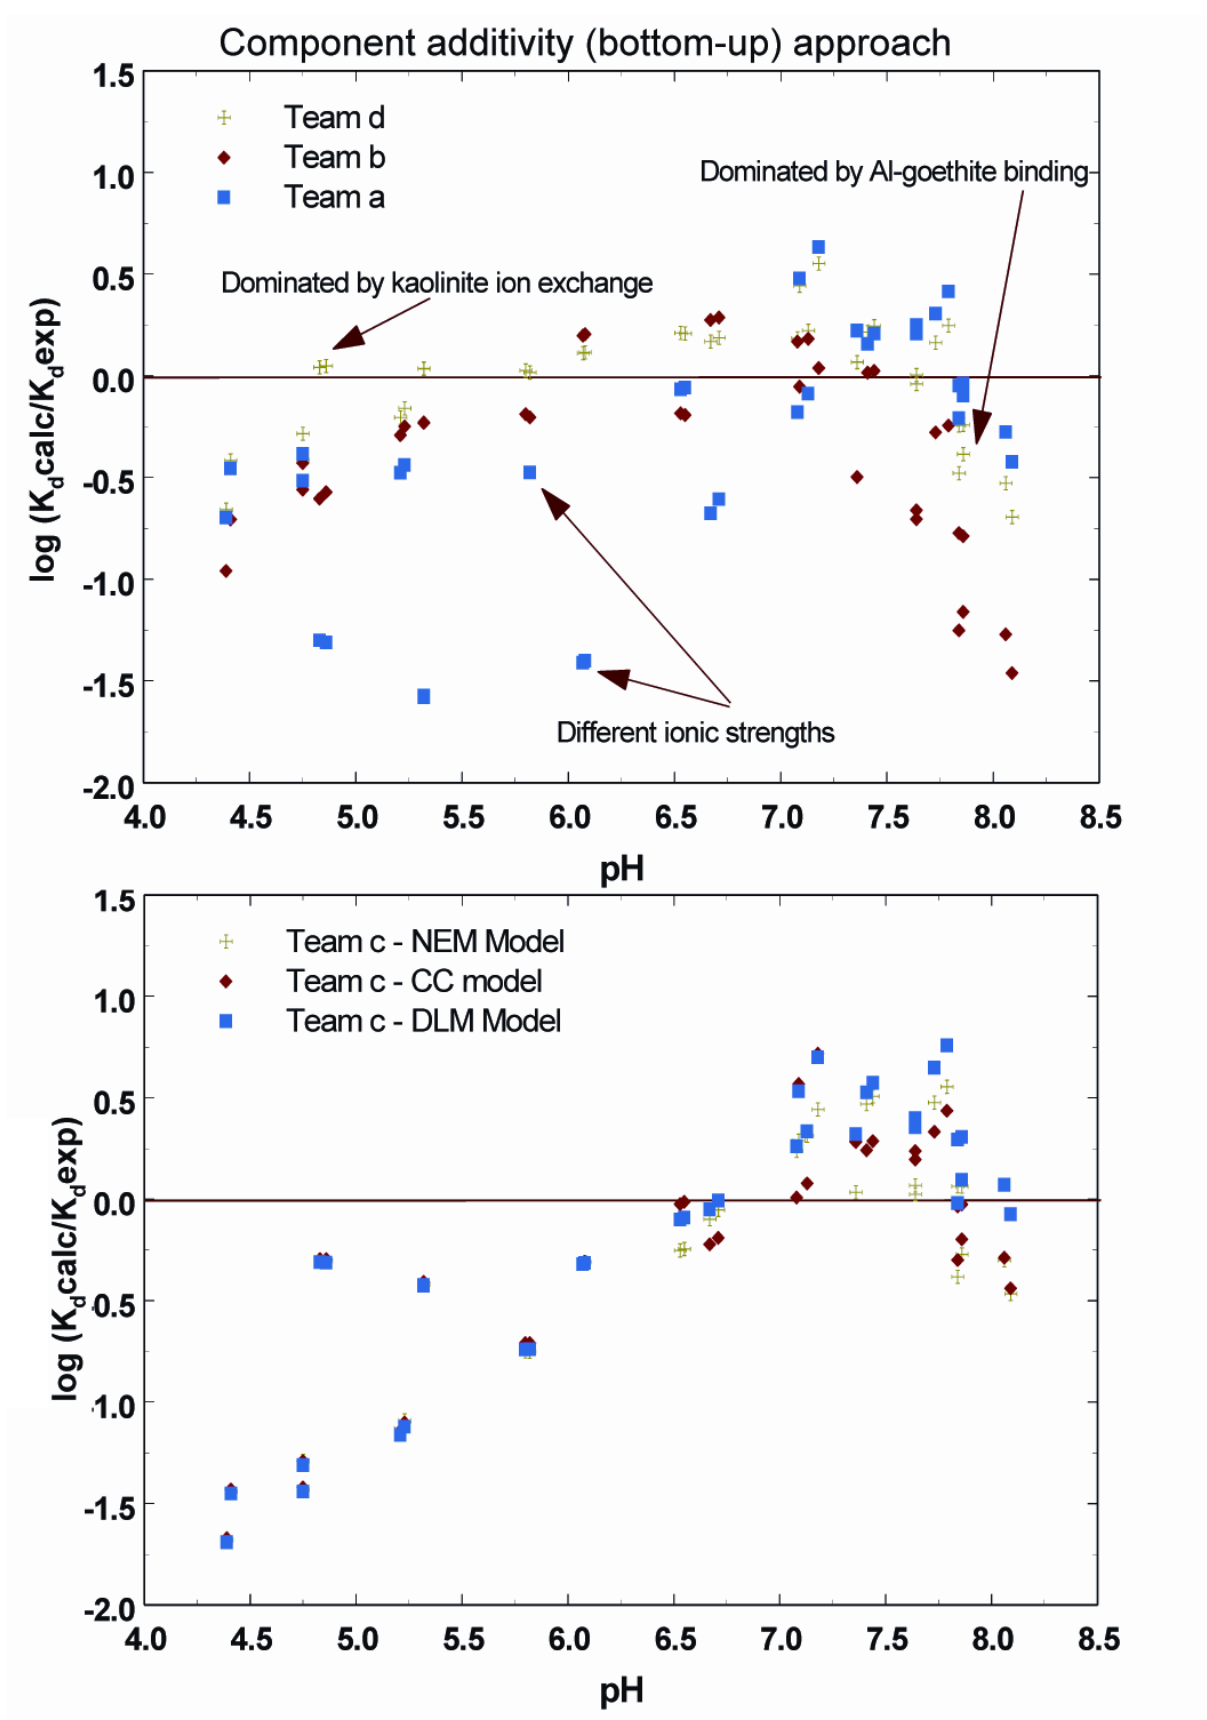 Component additivity (bottom-up) approach
1.5
1.0
0.5
0.0
-0.5
-1.0
-1.5
-2.0
log (Kdcalc/Kdexp)
Team d
Team b
Team a
Dominated by Al-goethite binding
Dominated by kaolinite ion exchange
Different ionic strengths
4.0 4.5 5.0 5.5 6.0 6.5 7.0 7.5 8.0 8.5
pH
1.5
1.0
0.5
0.0
-0.5
-1.0
-1.5
-2.0
log (Kdcalc/Kdexp)
Team c - NEM Model
Team c - CC model
Team c - DLM Model
4.0 4.5 5.0 5.5 6.0 6.5 7.0 7.5 8.0 8.5
pH